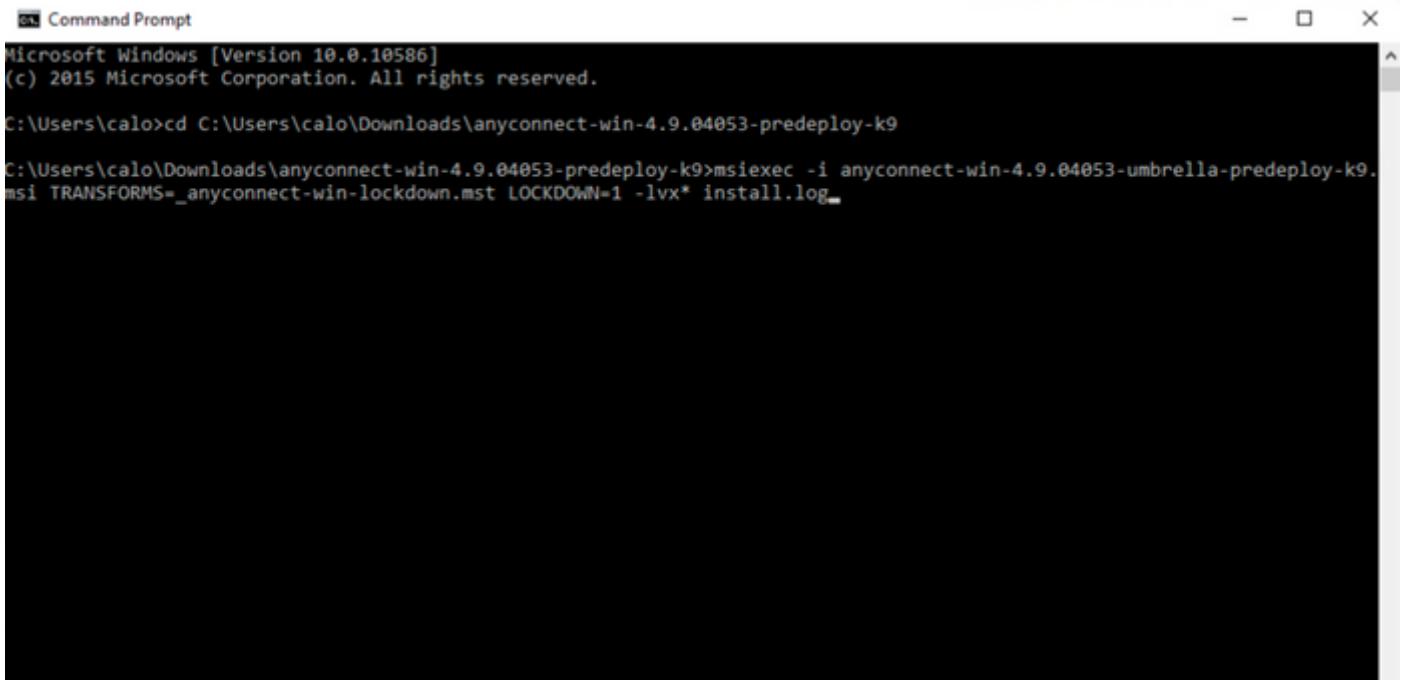 Command Prompt
Microsoft Windows [Version 10.0.10586]
(c) 2015 Microsoft Corporation. All rights reserved.
C:\Users\calo>cd C:\Users\calo\Downloads\anyconnect-win-4.9.04053-predeploy-k9
C:\Users\calo\Downloads\anyconnect-win-4.9.04053-predeploy-k9>msiexec -i anyconnect-win-4.9.04053-umbrella-predeploy-k9.
msi TRANSFORMS=_anyconnect-win-lockdown.mst LOCKDOWN=1 -lvx* install.log